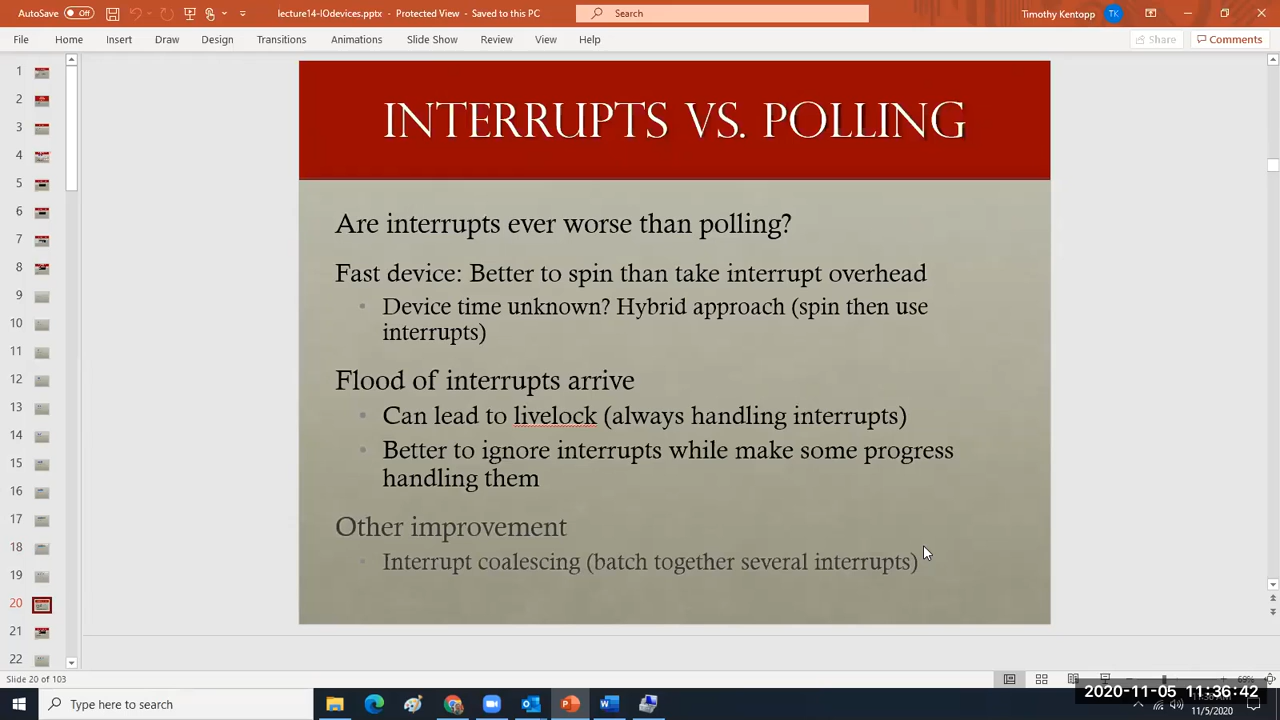 AutoSave Off
lecture14-IOdevices.pptx - Protected View - Saved to this PC
Search
Timothy Kentopp TK
File Home Insert Draw Design Transitions Animations Slide Show Review View Help
Share Comments
1
2
3
4
5
6
7
8
9
10
11
12
13
14
15
16
17
18
19
20
21
22
INTERRUPTS VS. POLLING
Are interrupts ever worse than polling?
Fast device: Better to spin than take interrupt overhead
Device time unknown? Hybrid approach (spin then use
interrupts)
Flood of interrupts arrive
Can lead to livelock (always handling interrupts)
Better to ignore interrupts while make some progress
handling them
Other improvement
Interrupt coalescing (batch together several interrupts)
Slide 20 of 103
69%
2020-11-05 11:36:42
Type here to search
11/5/2020